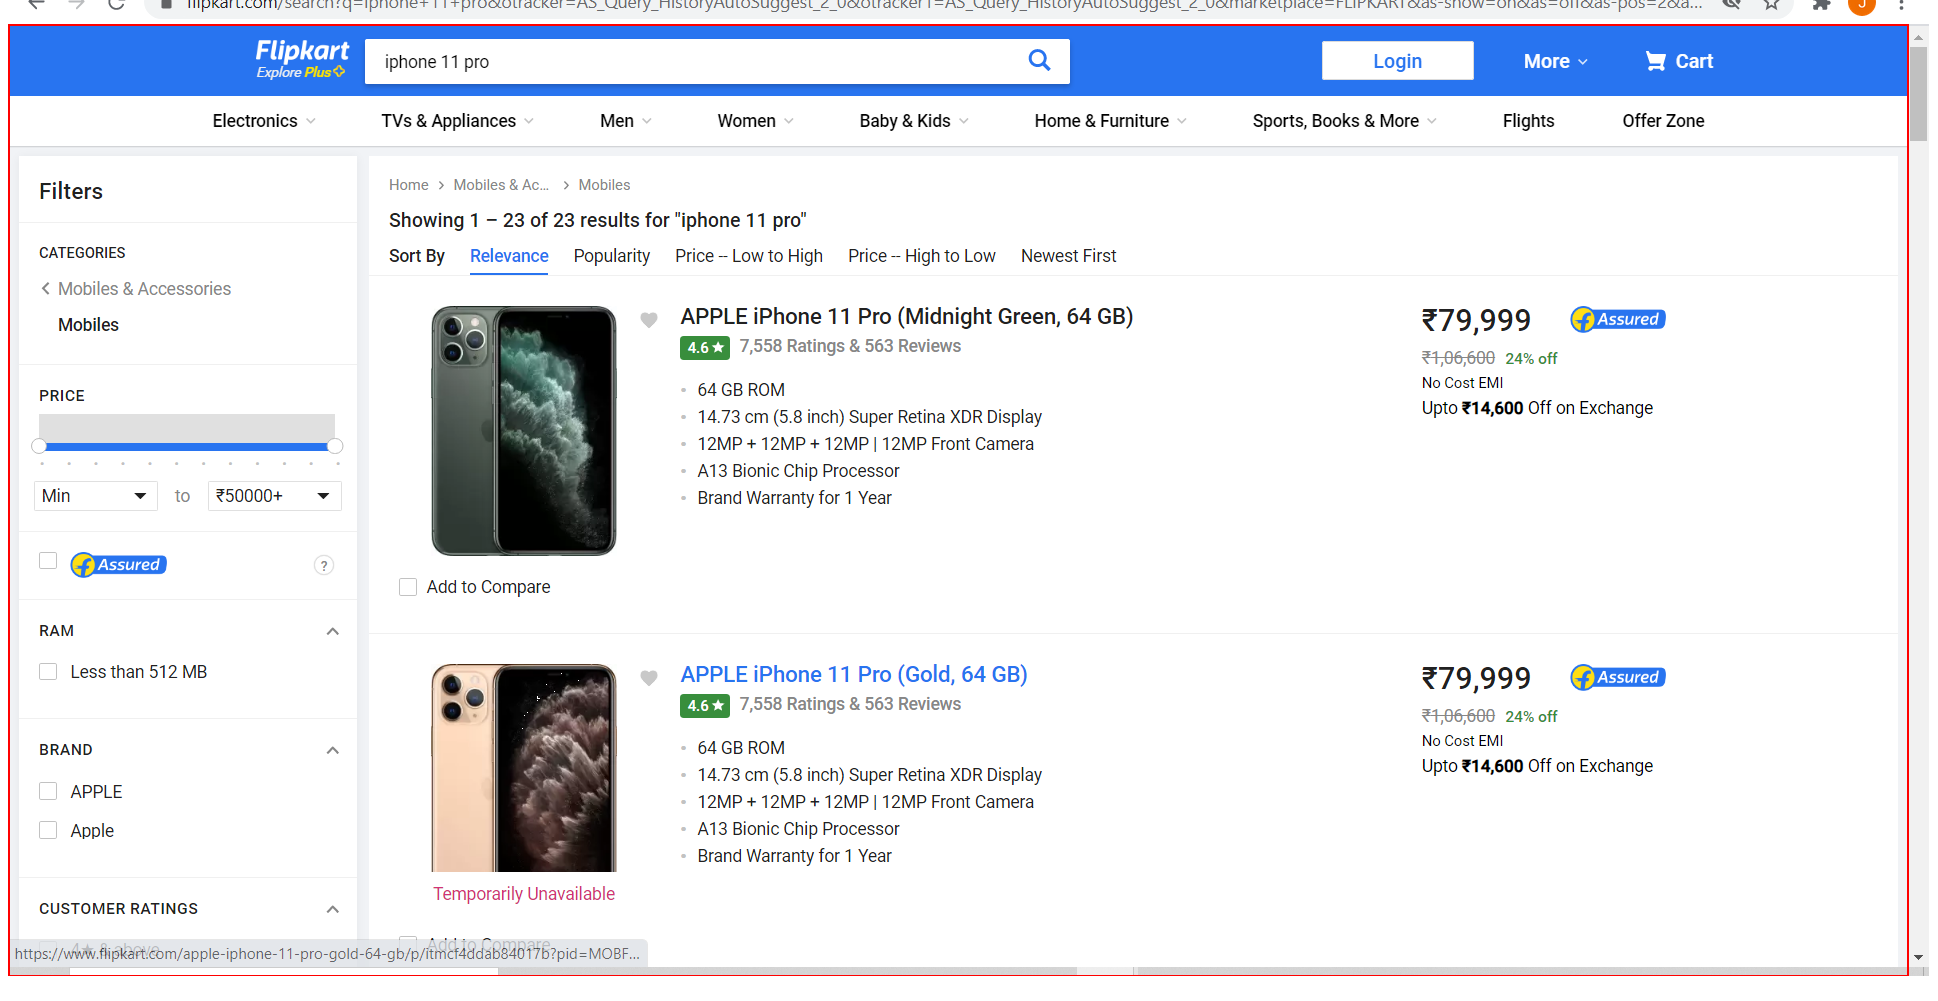 flipkart.com/search?q=iphone+11+pro&otracker=AS_Query_HistoryAutoSuggest_2_0&otracker1=AS_Query_HistoryAutoSuggest_2_0&marketplace=FLIPKART&as-show=on&as=off&as-pos=2&a...
J
Flipkart
Explore Plus
iphone 11 pro
Login
More
Cart
Electronics
TVs & Appliances
Men
Women
Baby & Kids
Home & Furniture
Sports, Books & More
Flights
Offer Zone
Filters
CATEGORIES
Mobiles & Accessories
Mobiles
PRICE
Min
to
₹50000+
f Assured
?
RAM
Less than 512 MB
BRAND
APPLE
Apple
CUSTOMER RATINGS
4★ & above
Home > Mobiles & Ac... > Mobiles
Showing 1 – 23 of 23 results for "iphone 11 pro"
Sort By Relevance Popularity Price -- Low to High Price -- High to Low Newest First
APPLE iPhone 11 Pro (Midnight Green, 64 GB)
4.6★ 7,558 Ratings & 563 Reviews
64 GB ROM
14.73 cm (5.8 inch) Super Retina XDR Display
12MP + 12MP + 12MP | 12MP Front Camera
A13 Bionic Chip Processor
Brand Warranty for 1 Year
₹79,999
f Assured
₹1,06,600 24% off
No Cost EMI
Upto ₹14,600 Off on Exchange
Add to Compare
APPLE iPhone 11 Pro (Gold, 64 GB)
4.6★ 7,558 Ratings & 563 Reviews
64 GB ROM
14.73 cm (5.8 inch) Super Retina XDR Display
12MP + 12MP + 12MP | 12MP Front Camera
A13 Bionic Chip Processor
Brand Warranty for 1 Year
₹79,999
f Assured
₹1,06,600 24% off
No Cost EMI
Upto ₹14,600 Off on Exchange
Temporarily Unavailable
Add to Compare
https://www.flipkart.com/apple-iphone-11-pro-gold-64-gb/p/itmcf4ddab84017b?pid=MOBF...